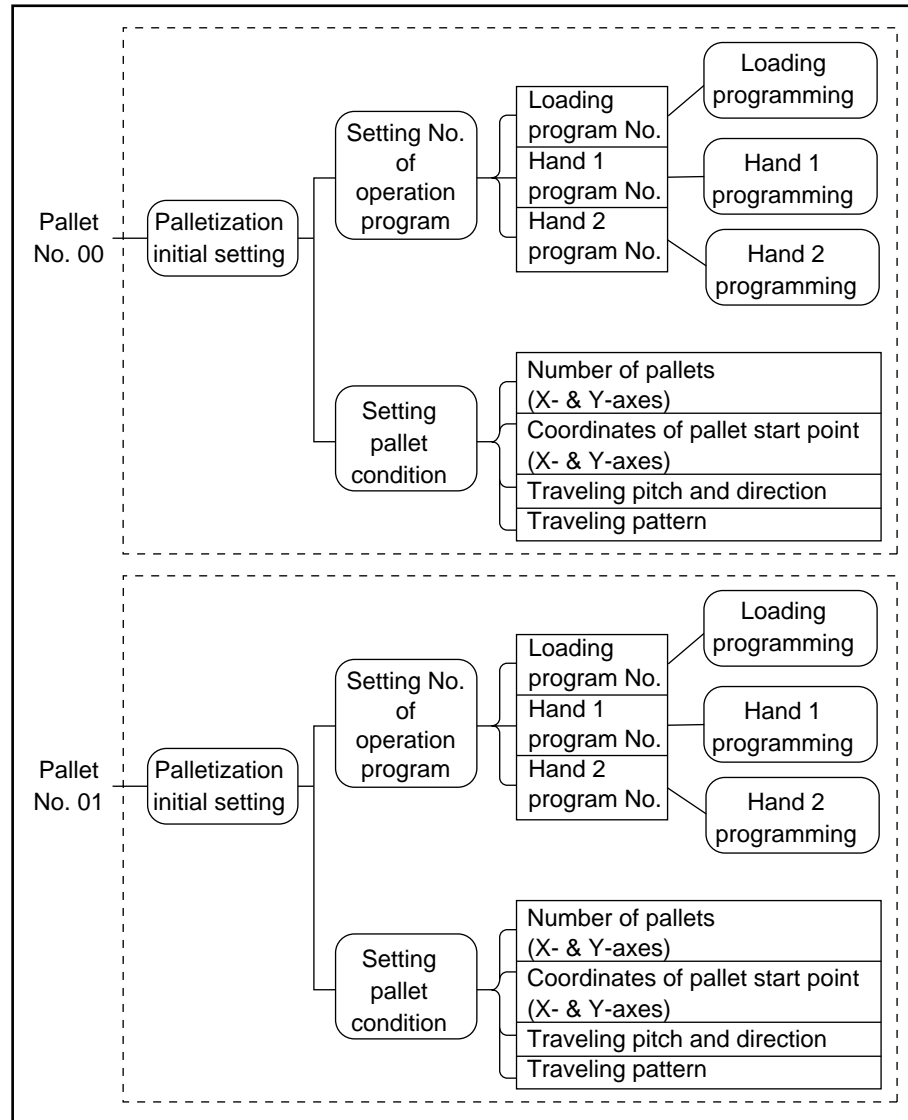 Pallet
No. 00
Palletization
initial setting
Setting No.
of
operation
program
Loading
program No.
Hand 1
program No.
Hand 2
program No.
Loading
programming
Hand 1
programming
Hand 2
programming
Setting
pallet
condition
Number of pallets
(X- & Y-axes)
Coordinates of pallet start point
(X- & Y-axes)
Traveling pitch and direction
Traveling pattern
Pallet
No. 01
Palletization
initial setting
Setting No.
of
operation
program
Loading
program No.
Hand 1
program No.
Hand 2
program No.
Loading
programming
Hand 1
programming
Hand 2
programming
Setting
pallet
condition
Number of pallets
(X- & Y-axes)
Coordinates of pallet start point
(X- & Y-axes)
Traveling pitch and direction
Traveling pattern